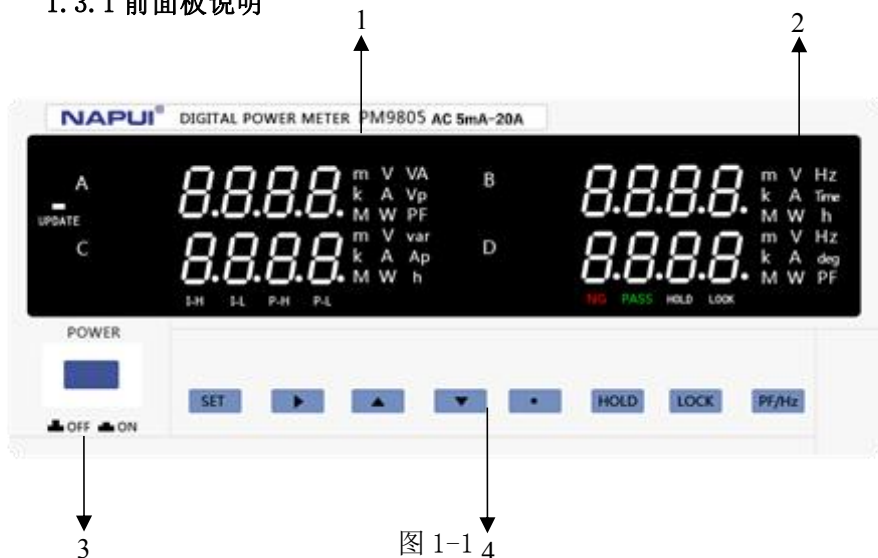 1.3.1 前面板说明
1
2
NAPUI® DIGITAL POWER METER PM9805 AC 5mA-20A
A 8.8.8.8. m V VA B 8.8.8.8. m V Hz
k A Vp k A Time
UPDATE M W PF M W h
C 8.8.8.8. m V var D 8.8.8.8. m V Hz
k A Ap k A deg
M W h M W PF
I-H I-L P-H P-L NG PASS HOLD LOCK
POWER
SET ▶ ▲ ▼ • HOLD LOCK PF/Hz
OFF ON
3
图 1-1 4